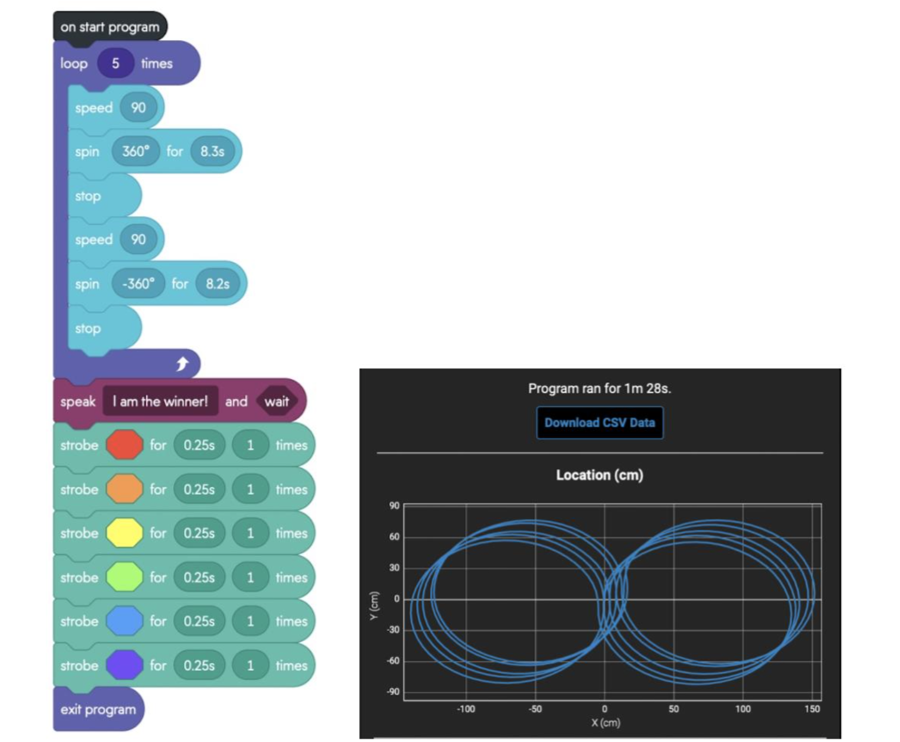 on start program
loop 5 times
speed 90
spin 360° for 8.3s
stop
speed 90
spin -360° for 8.2s
stop
speak I am the winner! and wait
strobe for 0.25s 1 times
strobe for 0.25s 1 times
strobe for 0.25s 1 times
strobe for 0.25s 1 times
strobe for 0.25s 1 times
strobe for 0.25s 1 times
exit program
Program ran for 1m 28s.
Download CSV Data
Location (cm)
90
60
30
0
-30
-60
-90
Y (cm)
-100 -50 0 50 100 150
X (cm)